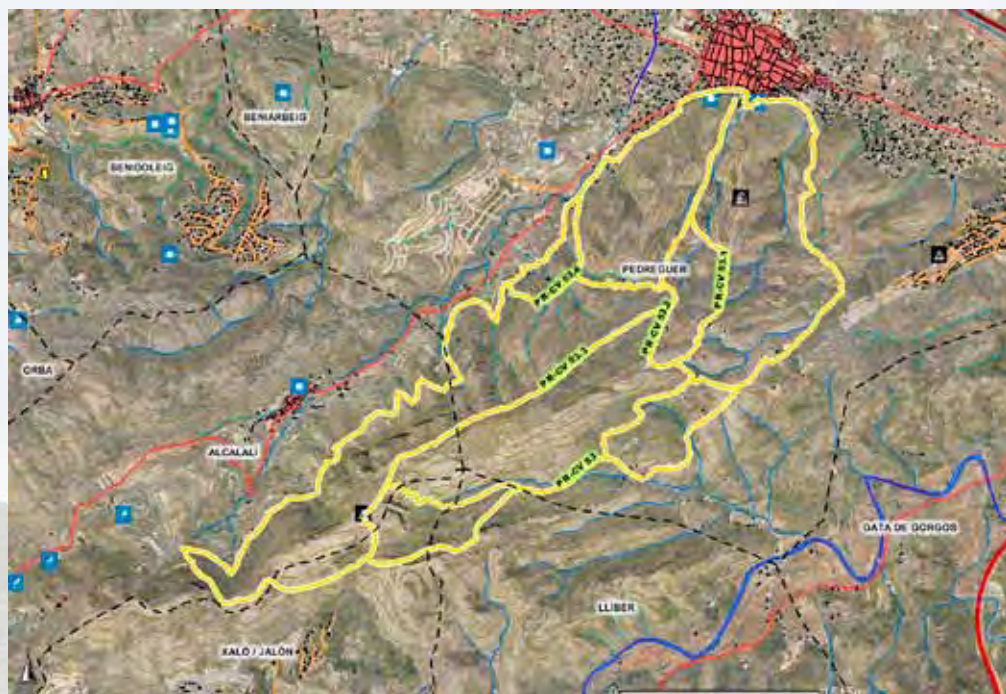 BENIARBEIG
BENIDOLEIG
PEDREGUER
PR-CV 53.4
PR-CV 53.1
PR-CV 53.2
PR-CV 53.3
ORBA
ALCALALÍ
PR-CV 53
GATA DE GORGOS
LLÍBER
XALÓ / JALÓN